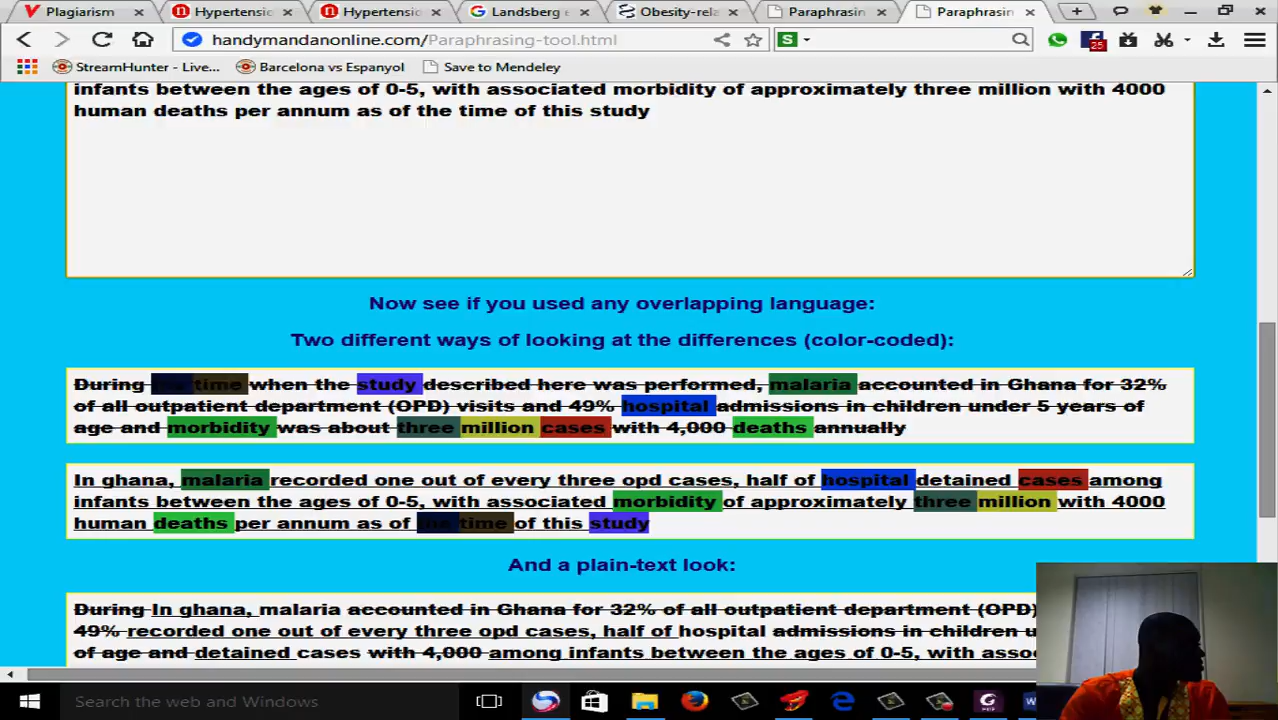 Plagiarism
Hypertensic
Hypertensic
Landsberg e
Obesity-rela
Paraphrasin
Paraphrasin
handymandanonline.com/Paraphrasing-tool.html
S
25
StreamHunter - Live...
Barcelona vs Espanyol
Save to Mendeley
infants between the ages of 0-5, with associated morbidity of approximately three million with 4000
human deaths per annum as of the time of this study
Now see if you used any overlapping language:
Two different ways of looking at the differences (color-coded):
During the time when the study described here was performed, malaria accounted in Ghana for 32%
of all outpatient department (OPD) visits and 49% hospital admissions in children under 5 years of
age and morbidity was about three million cases with 4,000 deaths annually
In ghana, malaria recorded one out of every three opd cases, half of hospital detained cases among
infants between the ages of 0-5, with associated morbidity of approximately three million with 4000
human deaths per annum as of the time of this study
And a plain-text look:
During In ghana, malaria accounted in Ghana for 32% of all outpatient department (OPD)
49% recorded one out of every three opd cases, half of hospital admissions in children u
of age and detained cases with 4,000 among infants between the ages of 0-5, with asso
Search the web and Windows